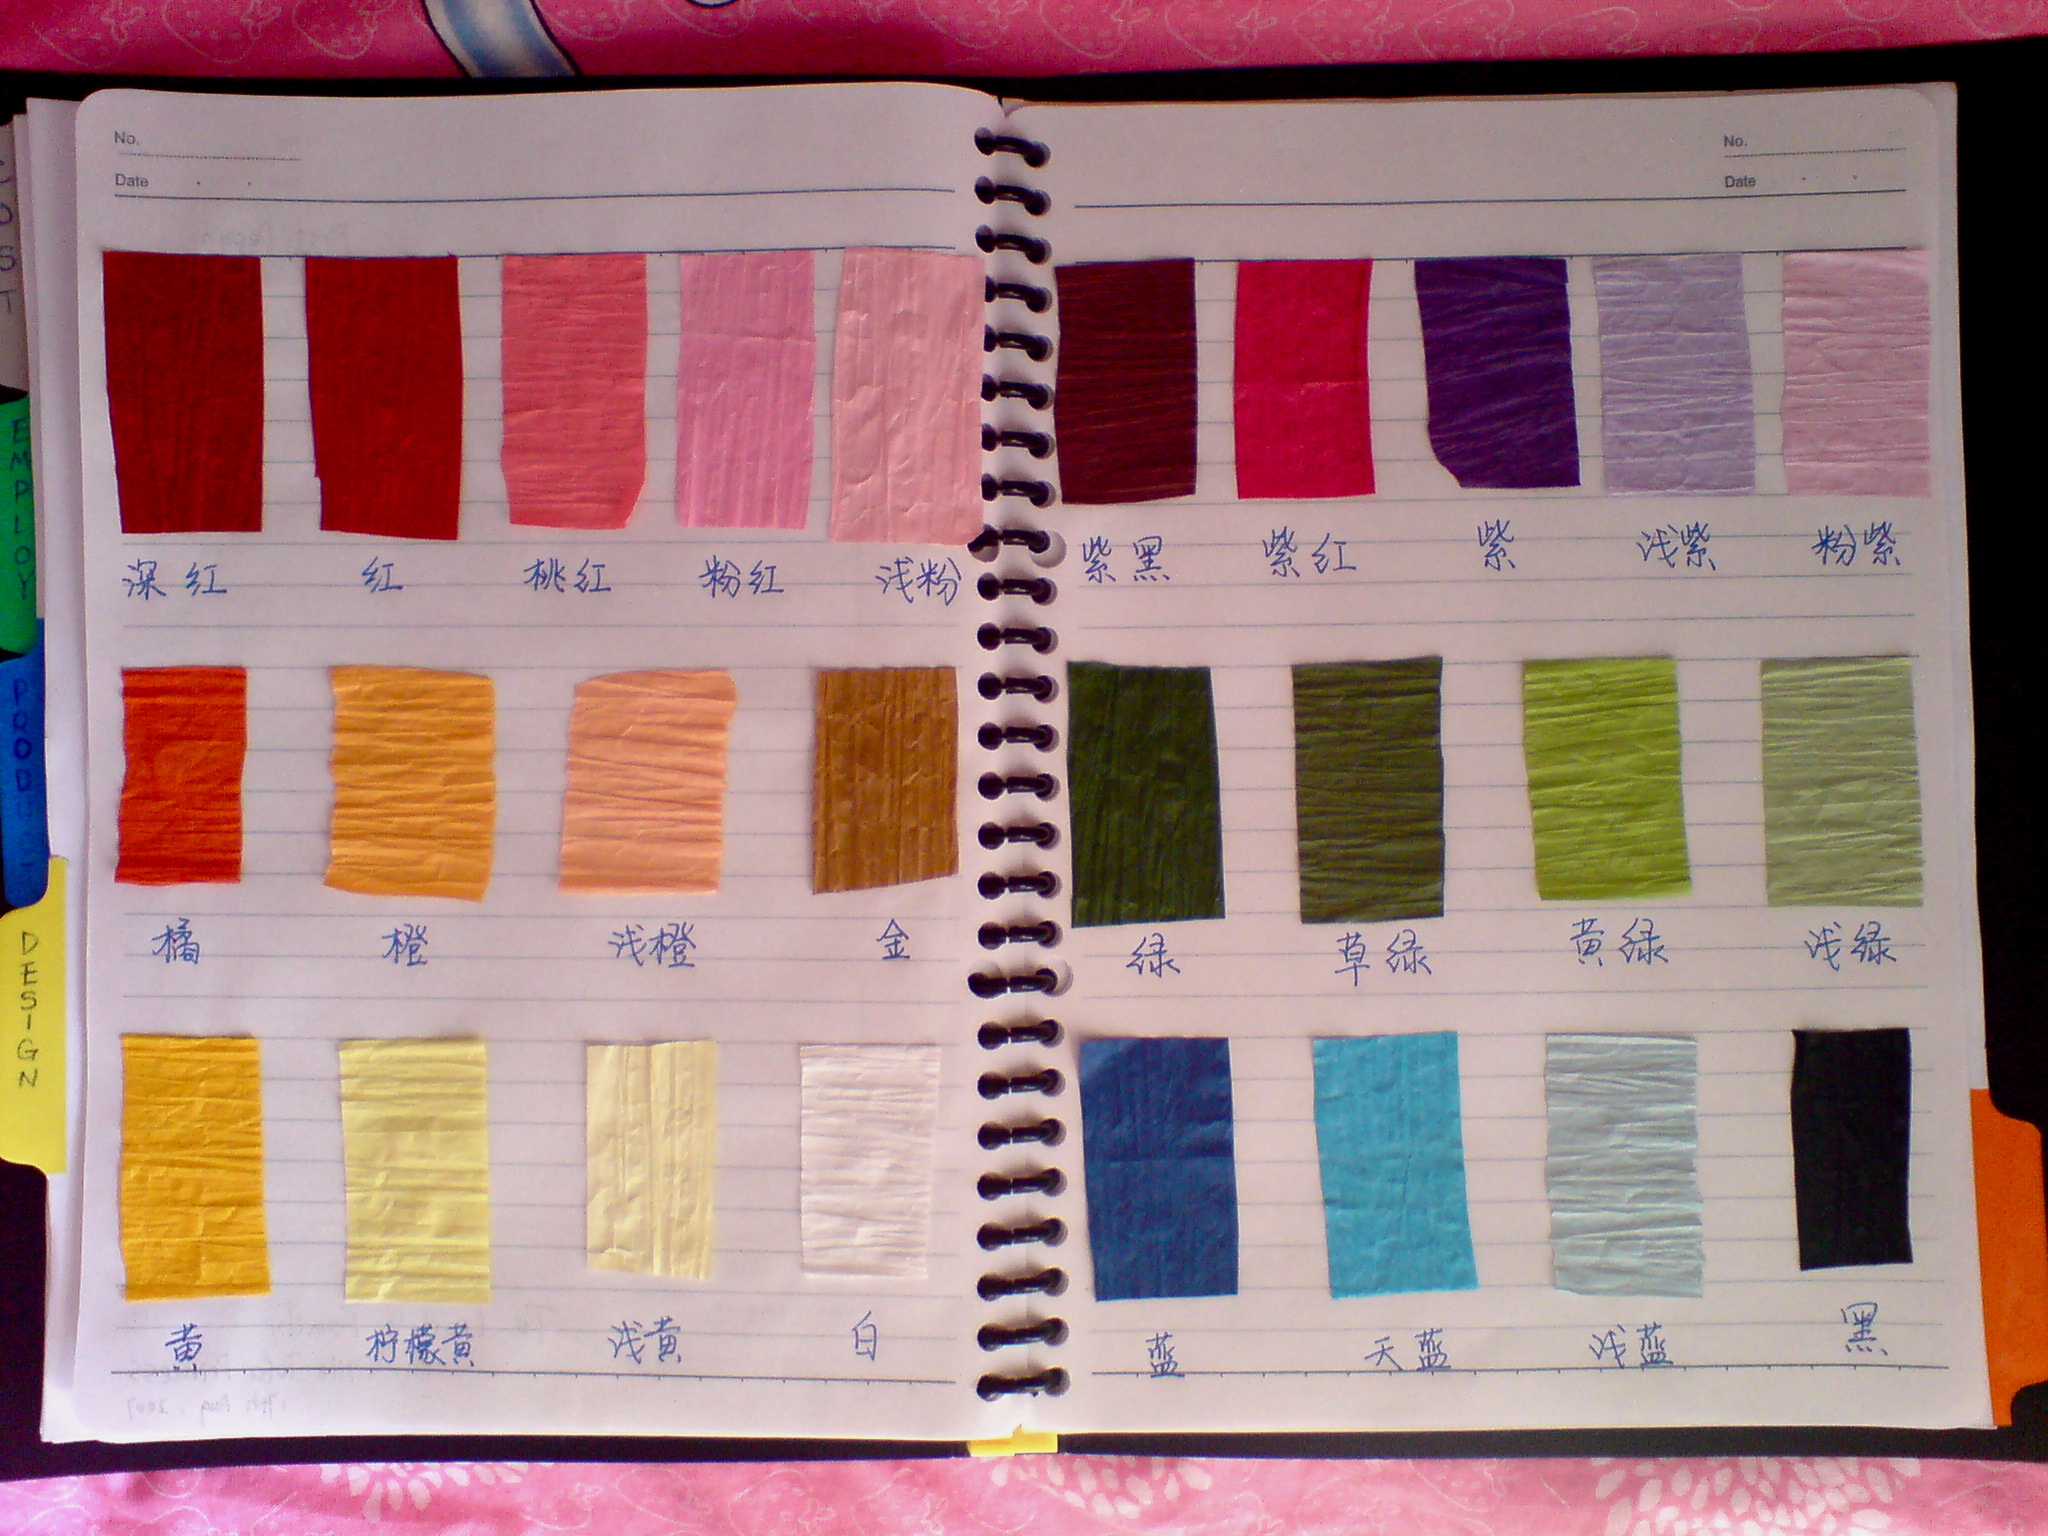 No.
Date
深红 红 桃红 粉红 浅粉
橘 橙 浅橙 金
黄 柠檬黄 浅黄 白
No.
Date
紫黑 紫红 紫 浅紫 粉紫
绿 草绿 黄绿 浅绿
蓝 天蓝 浅蓝 黑
EMPLOY
PRODUCT
DESIGN